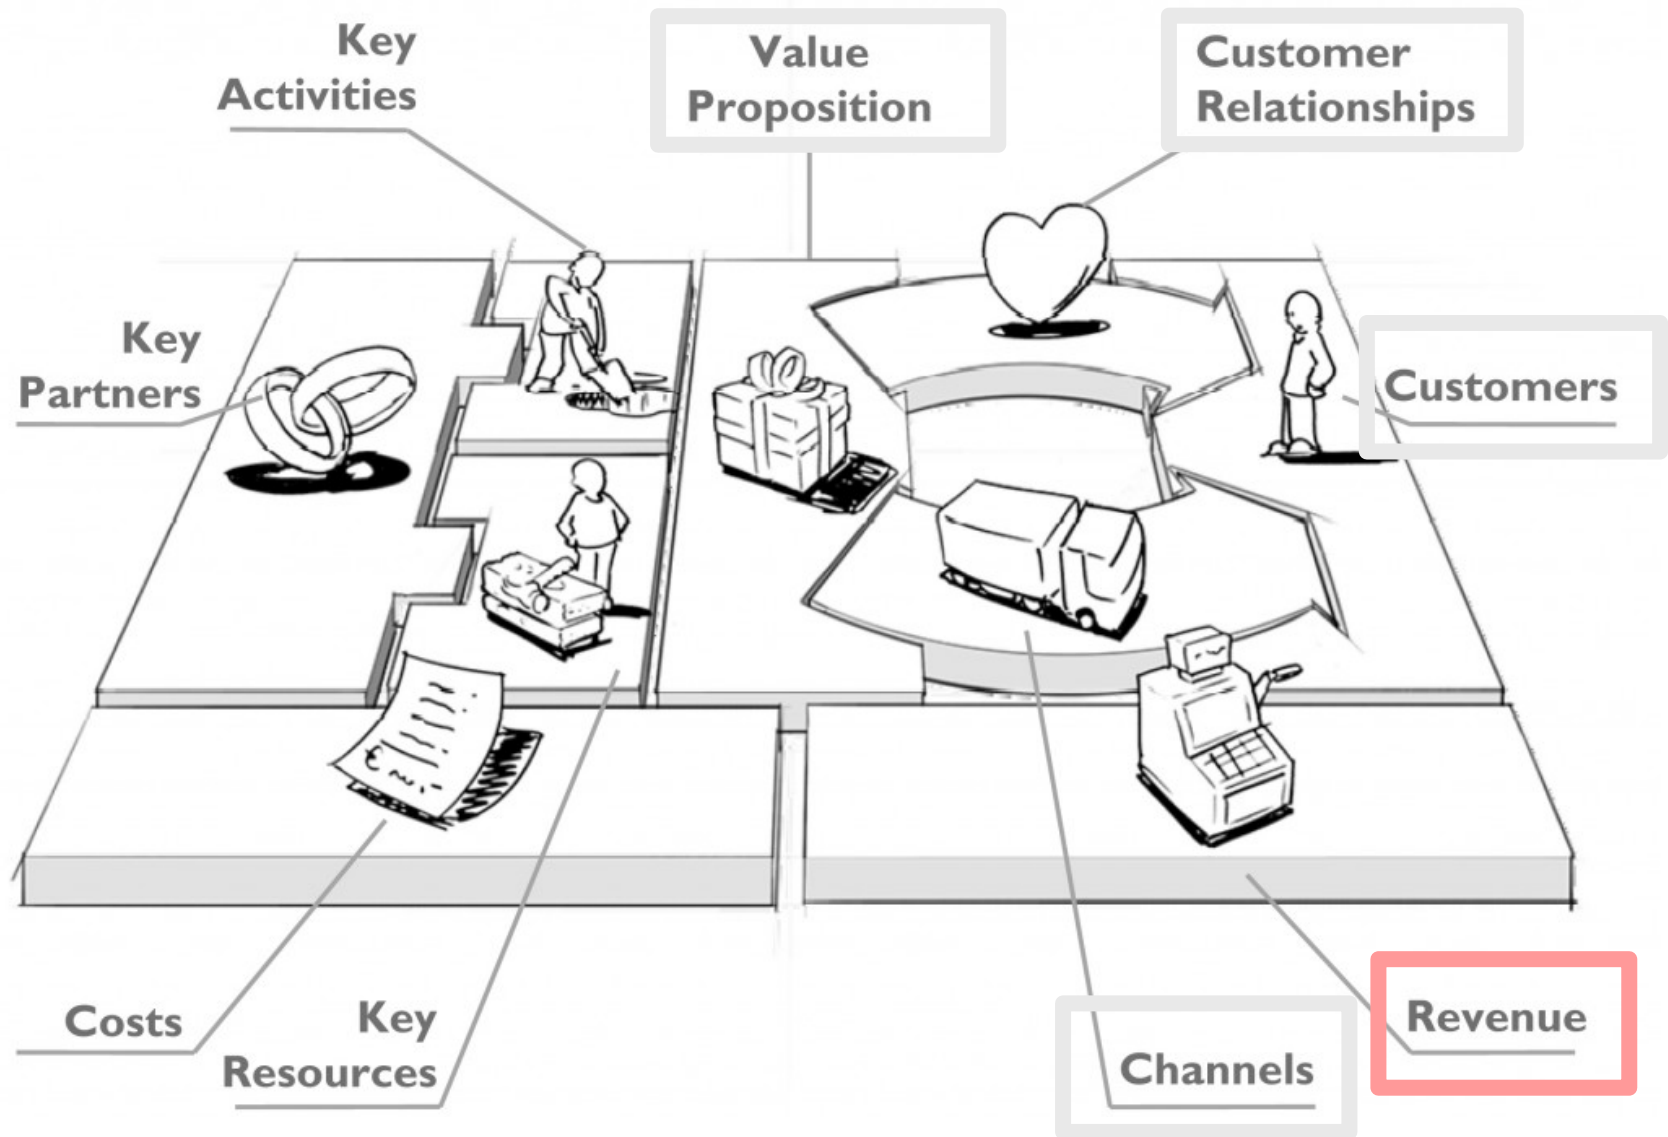 Key
Activities
Value
Proposition
Customer
Relationships
Key
Partners
Customers
Costs
Key
Resources
Channels
Revenue